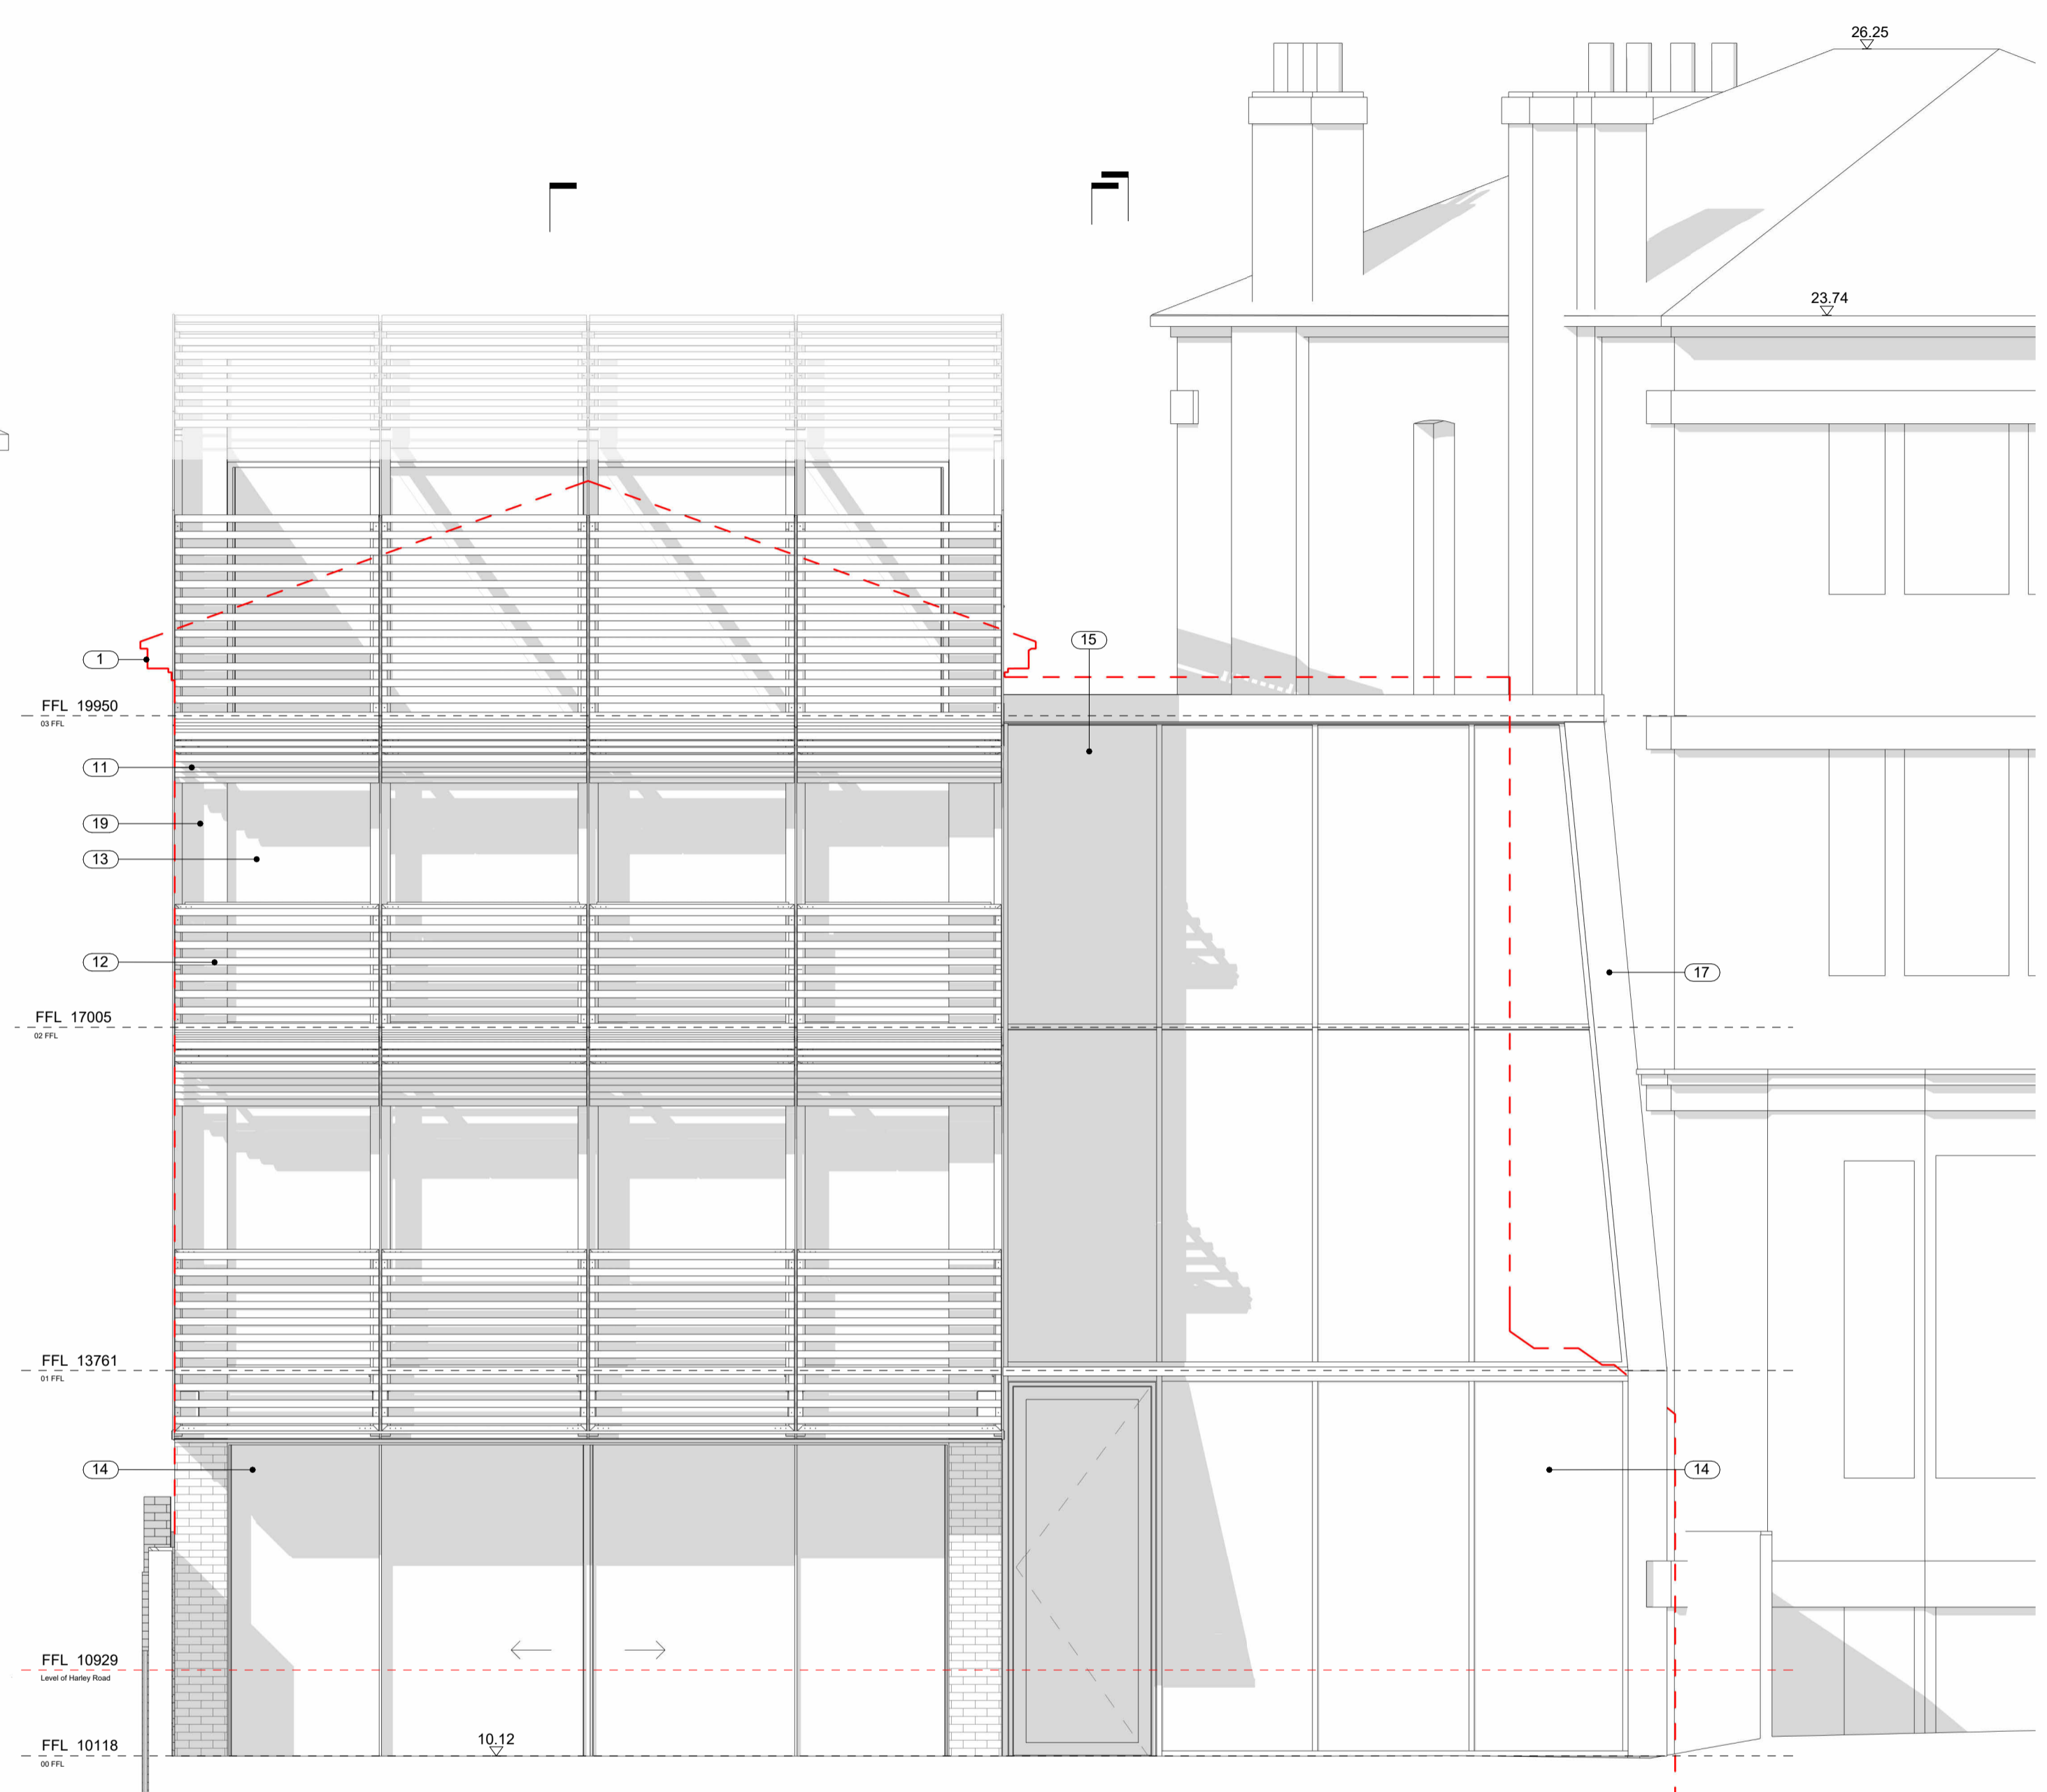 26.25
23.74
15
1
FFL 19950
03 FFL
11
19
13
12
17
FFL 17005
02 FFL
FFL 13761
01 FFL
14
14
FFL 10929
Level of Harley Road
10.12
FFL 10118
00 FFL